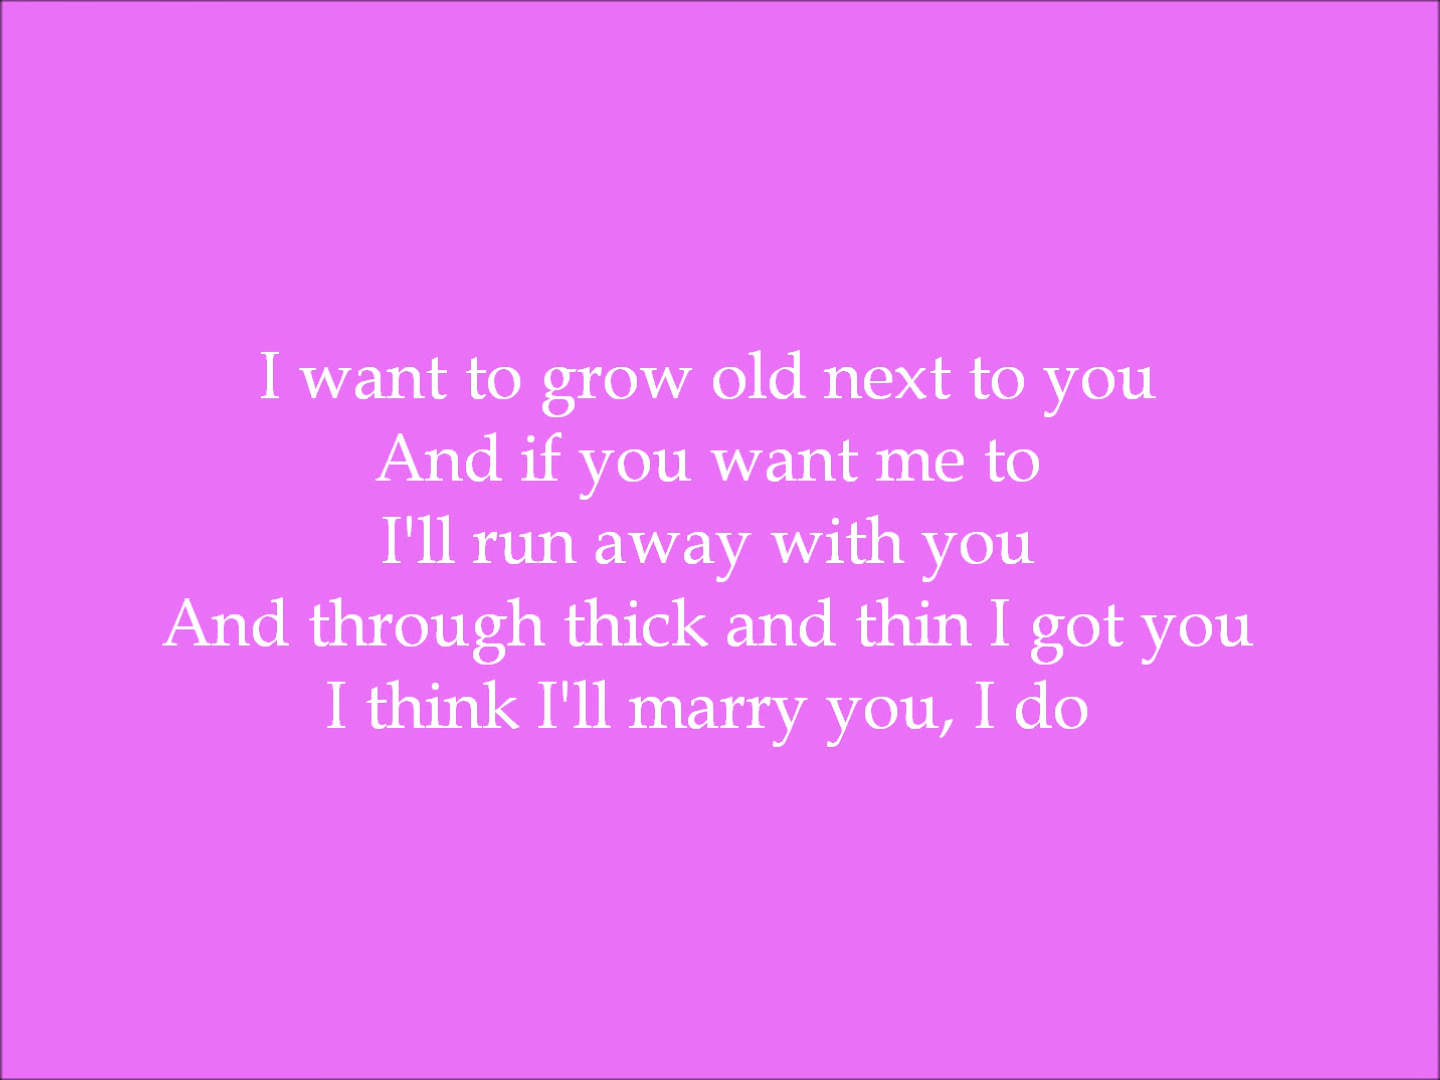 I want to grow old next to you
And if you want me to
I'll run away with you
And through thick and thin I got you
I think I'll marry you, I do